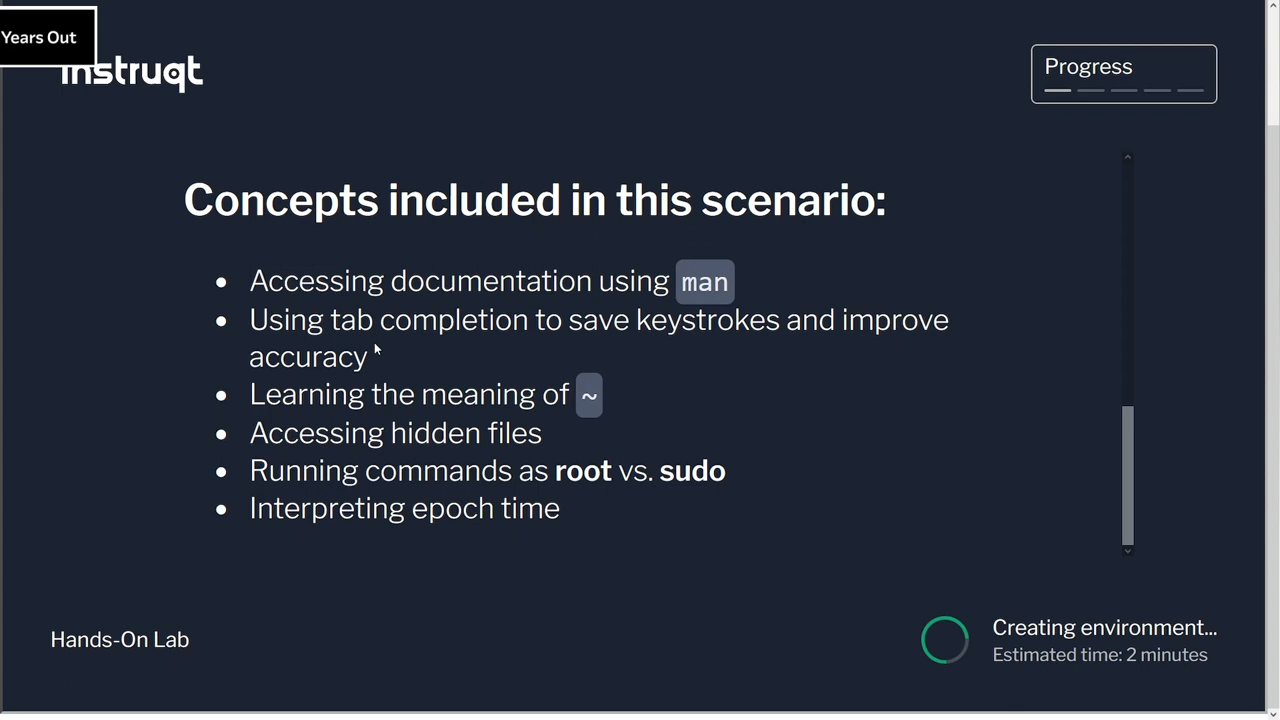 Years Out
instruqt
Progress
Concepts included in this scenario:
Accessing documentation using man
Using tab completion to save keystrokes and improve
accuracy
Learning the meaning of ~
Accessing hidden files
Running commands as root vs. sudo
Interpreting epoch time
Hands-On Lab
Creating environment...
Estimated time: 2 minutes